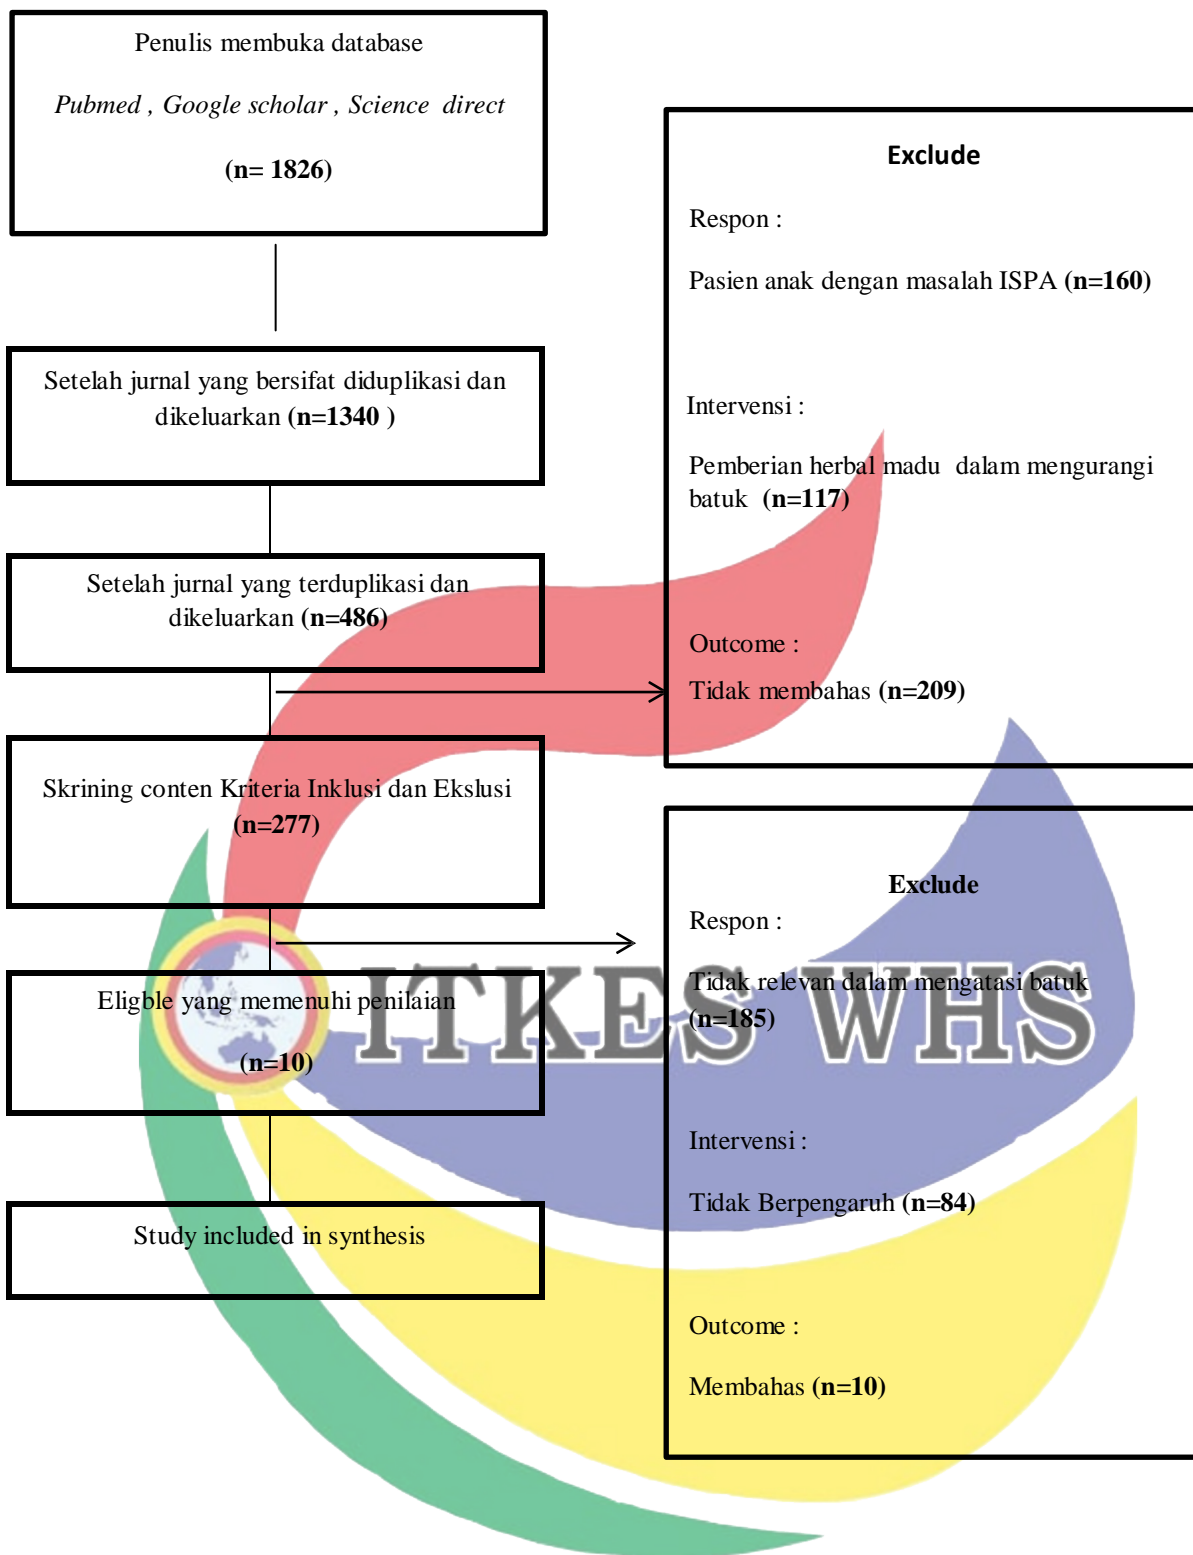 Penulis membuka database
Pubmed , Google scholar , Science direct
(n= 1826)
Setelah jurnal yang bersifat diduplikasi dan
dikeluarkan (n=1340 )
Setelah jurnal yang terduplikasi dan
dikeluarkan (n=486)
Skrining conten Kriteria Inklusi dan Ekslusi
(n=277)
Eligble yang memenuhi penilaian
(n=10)
Study included in synthesis
Exclude
Respon :
Pasien anak dengan masalah ISPA (n=160)
Intervensi :
Pemberian herbal madu dalam mengurangi
batuk (n=117)
Outcome :
Tidak membahas (n=209)
Exclude
Respon :
Tidak relevan dalam mengatasi batuk
(n=185)
Intervensi :
Tidak Berpengaruh (n=84)
Outcome :
Membahas (n=10)
ITKES WHS